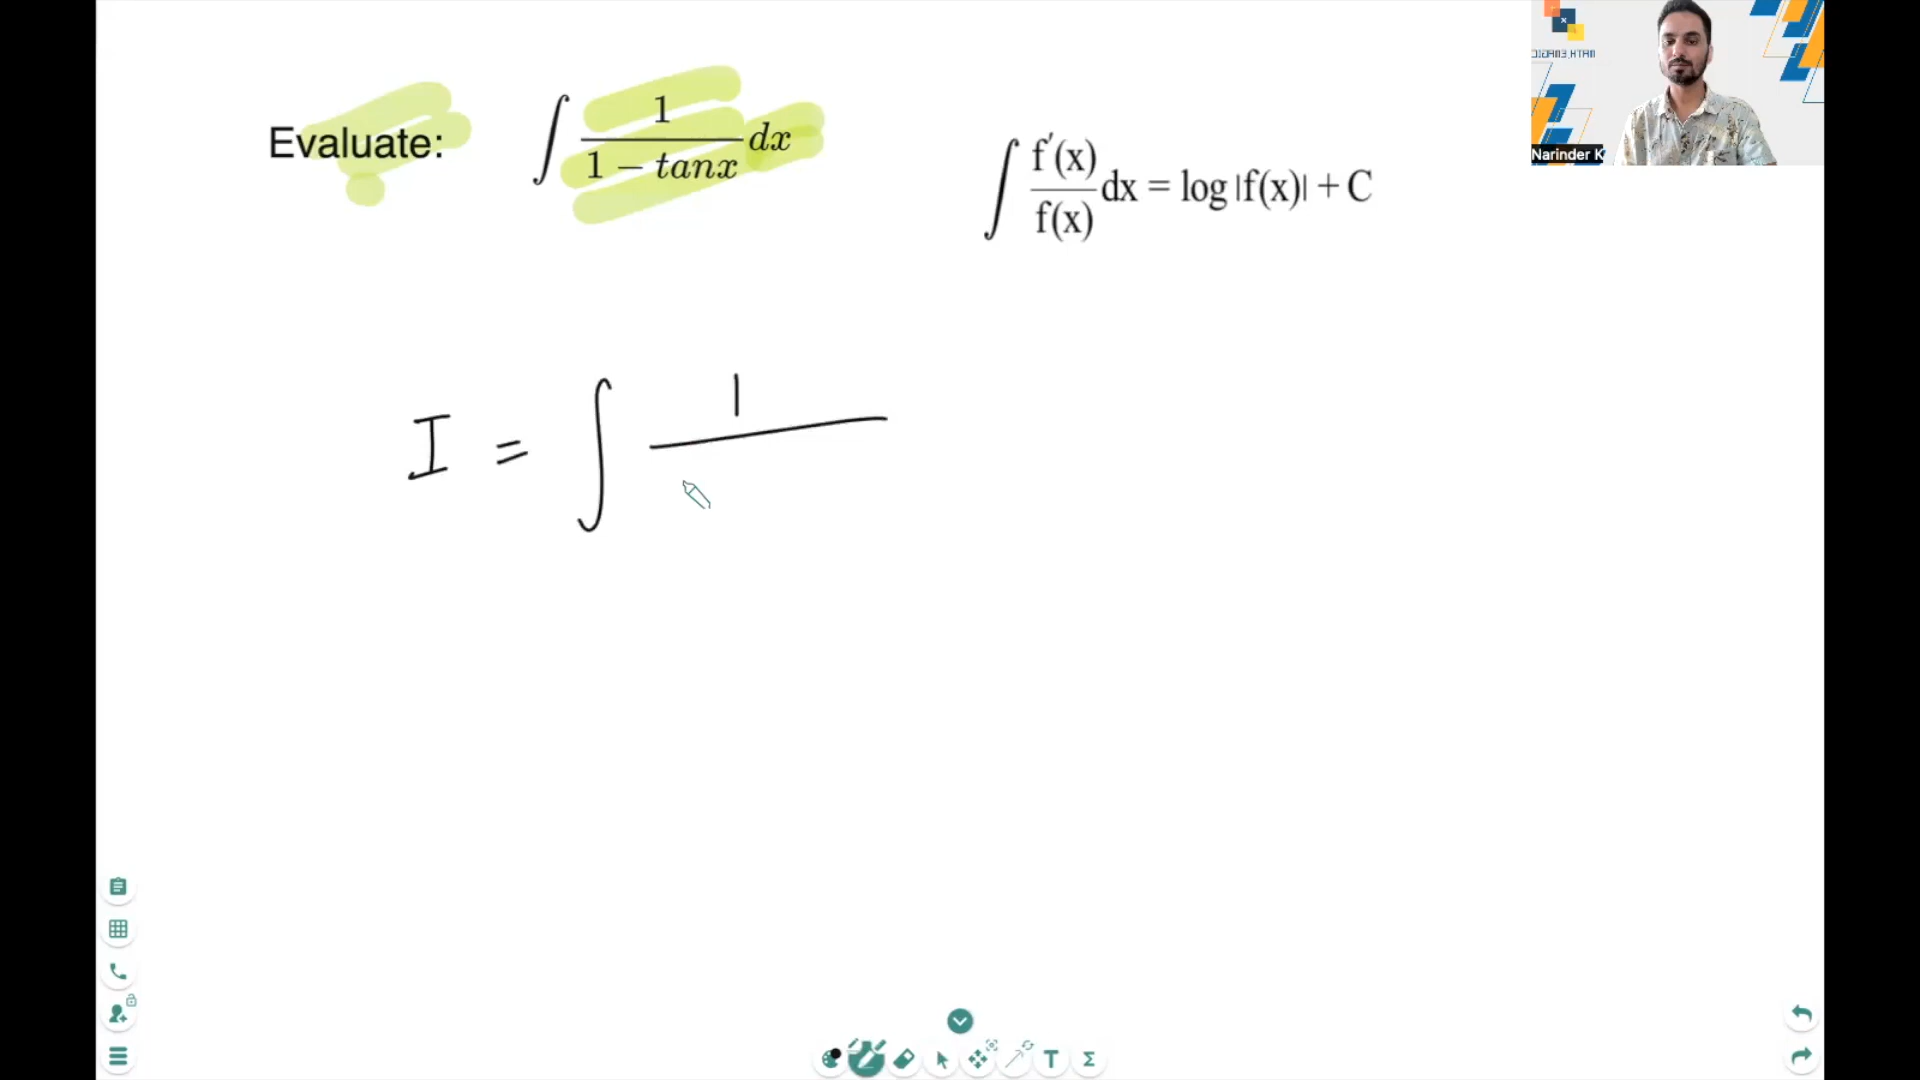 Evaluate: ∫ 1/(1 − tanx) dx
∫ f'(x)/f(x) dx = log |f(x)| + C
Narinder K
I = ∫ 1
T Σ